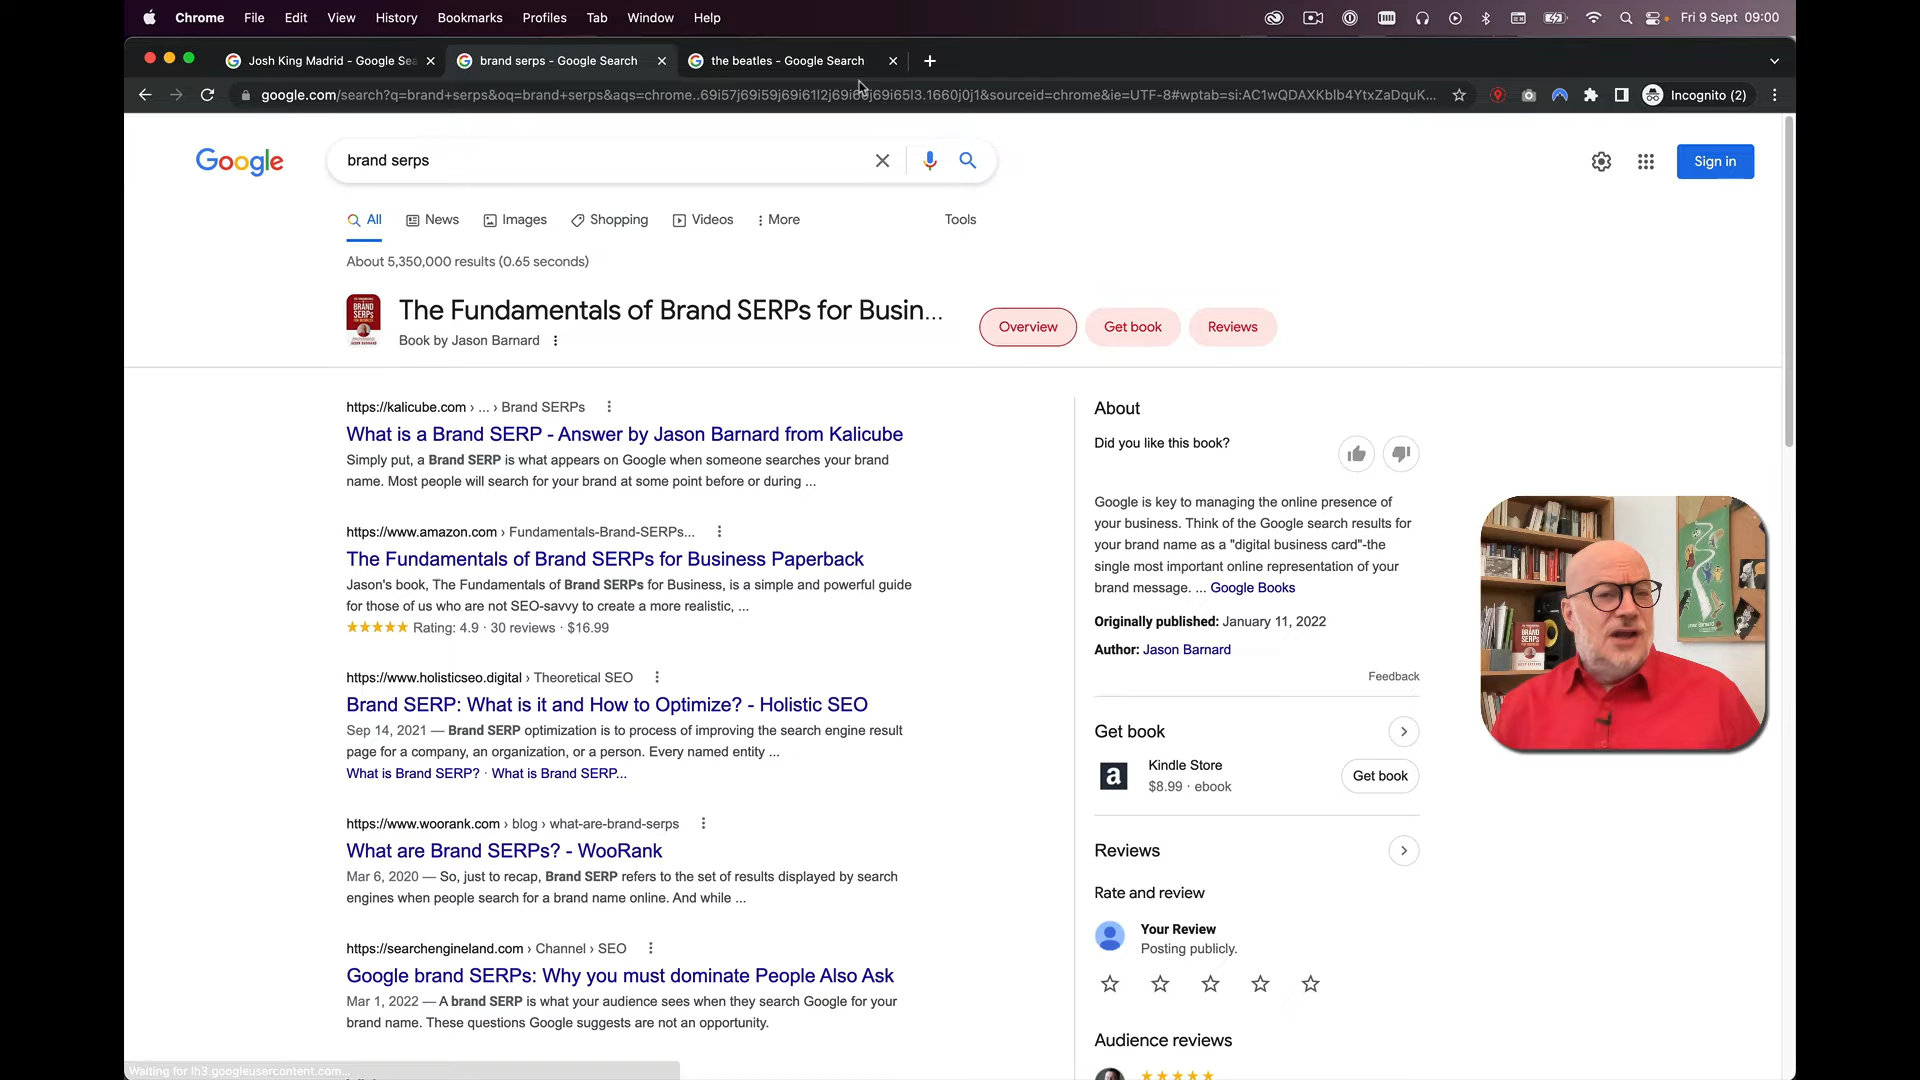 Chrome File Edit View History Bookmarks Profiles Tab Window Help Fri 9 Sept 09:00
Josh King Madrid - Google Sea brand serps - Google Search the beatles - Google Search
google.com/search?q=brand+serps&oq=brand+serps&aqs=chrome..69i57j69i59j69i61l2j69i60j69i65l3.1660j0j1&sourceid=chrome&ie=UTF-8#wptab=si:AC1wQDAXKbIb4YtxZaDquK... Incognito (2)
Google brand serps Sign in
All News Images Shopping Videos More Tools
About 5,350,000 results (0.65 seconds)
The Fundamentals of Brand SERPs for Busin...
Book by Jason Barnard
Overview Get book Reviews
https://kalicube.com › ... › Brand SERPs
What is a Brand SERP - Answer by Jason Barnard from Kalicube
Simply put, a Brand SERP is what appears on Google when someone searches your brand
name. Most people will search for your brand at some point before or during ...
https://www.amazon.com › Fundamentals-Brand-SERPs...
The Fundamentals of Brand SERPs for Business Paperback
Jason's book, The Fundamentals of Brand SERPs for Business, is a simple and powerful guide
for those of us who are not SEO-savvy to create a more realistic, ...
Rating: 4.9 · 30 reviews · $16.99
https://www.holisticseo.digital › Theoretical SEO
Brand SERP: What is it and How to Optimize? - Holistic SEO
Sep 14, 2021 — Brand SERP optimization is to process of improving the search engine result
page for a company, an organization, or a person. Every named entity ...
What is Brand SERP? · What is Brand SERP...
https://www.woorank.com › blog › what-are-brand-serps
What are Brand SERPs? - WooRank
Mar 6, 2020 — So, just to recap, Brand SERP refers to the set of results displayed by search
engines when people search for a brand name online. And while ...
https://searchengineland.com › Channel › SEO
Google brand SERPs: Why you must dominate People Also Ask
Mar 1, 2022 — A brand SERP is what your audience sees when they search Google for your
brand name. These questions Google suggests are not an opportunity.
Waiting for lh3.googleusercontent.com...
About
Did you like this book?
Google is key to managing the online presence of
your business. Think of the Google search results for
your brand name as a "digital business card"-the
single most important online representation of your
brand message. ... Google Books
Originally published: January 11, 2022
Author: Jason Barnard
Feedback
Get book
Kindle Store
$8.99 · ebook
Get book
Reviews
Rate and review
Your Review
Posting publicly.
Audience reviews
BRAND
SERPs